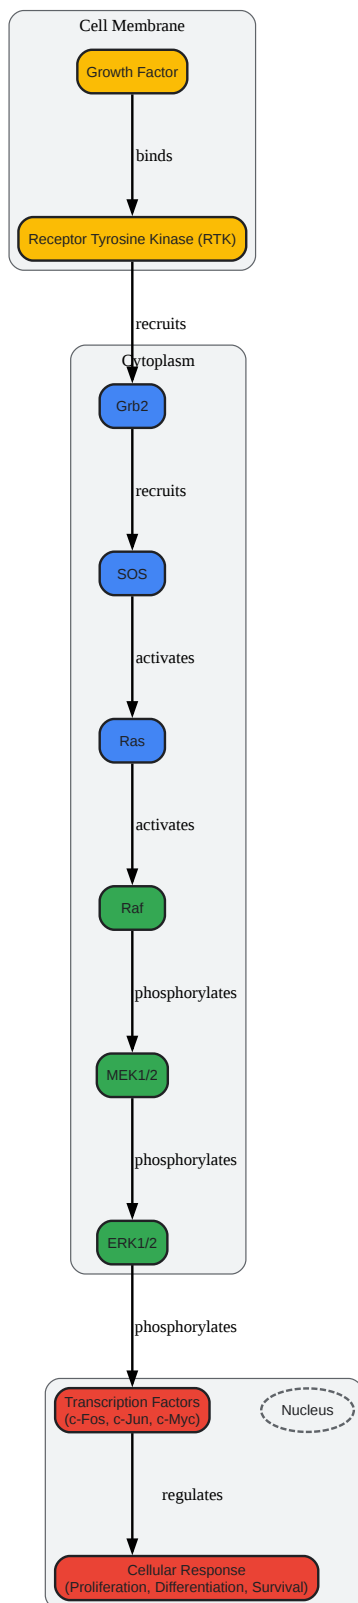 Cell Membrane
Growth Factor
binds
Receptor Tyrosine Kinase (RTK)
recruits
Cytoplasm
Grb2
recruits
SOS
activates
Ras
activates
Raf
phosphorylates
MEK1/2
phosphorylates
ERK1/2
phosphorylates
Transcription Factors
(c-Fos, c-Jun, c-Myc)
Nucleus
regulates
Cellular Response
(Proliferation, Differentiation, Survival)